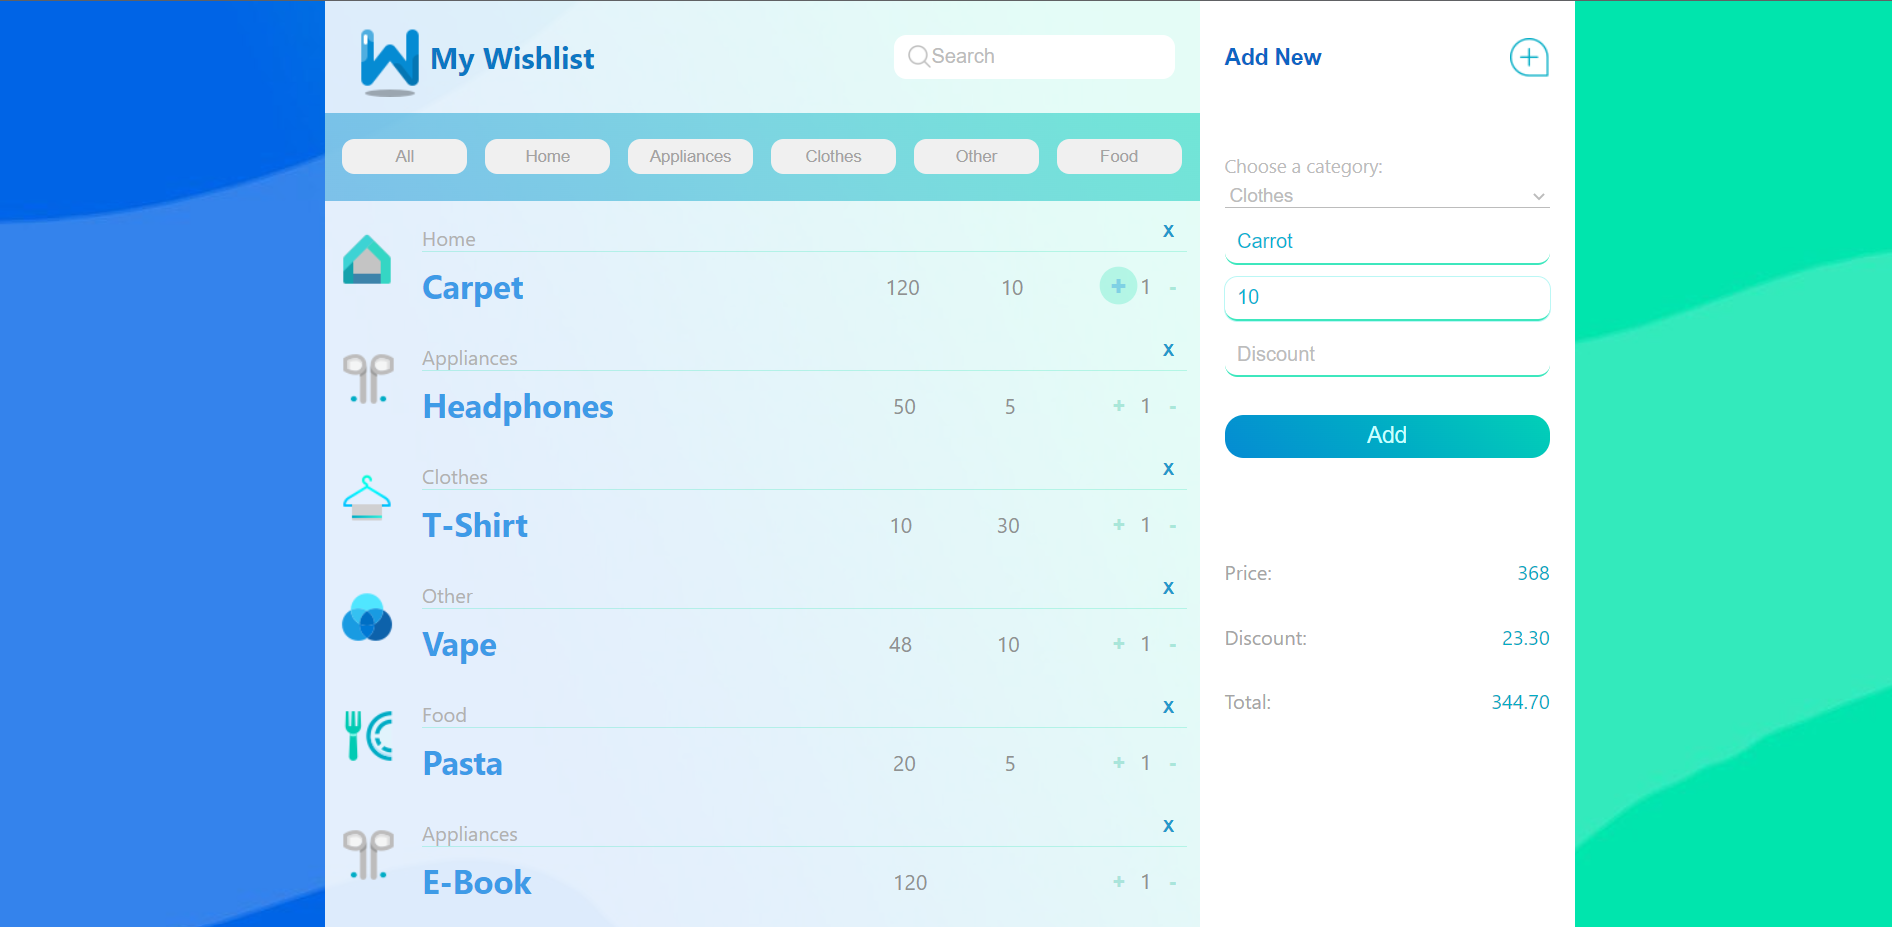 My Wishlist
Search
All Home Appliances Clothes Other Food
Home x
Carpet 120 10 + 1 -
Appliances x
Headphones 50 5 + 1 -
Clothes x
T-Shirt 10 30 + 1 -
Other x
Vape 48 10 + 1 -
Food x
Pasta 20 5 + 1 -
Appliances x
E-Book 120 + 1 -
Add New
Choose a category:
Clothes
Carrot
10
Discount
Add
Price: 368
Discount: 23.30
Total: 344.70